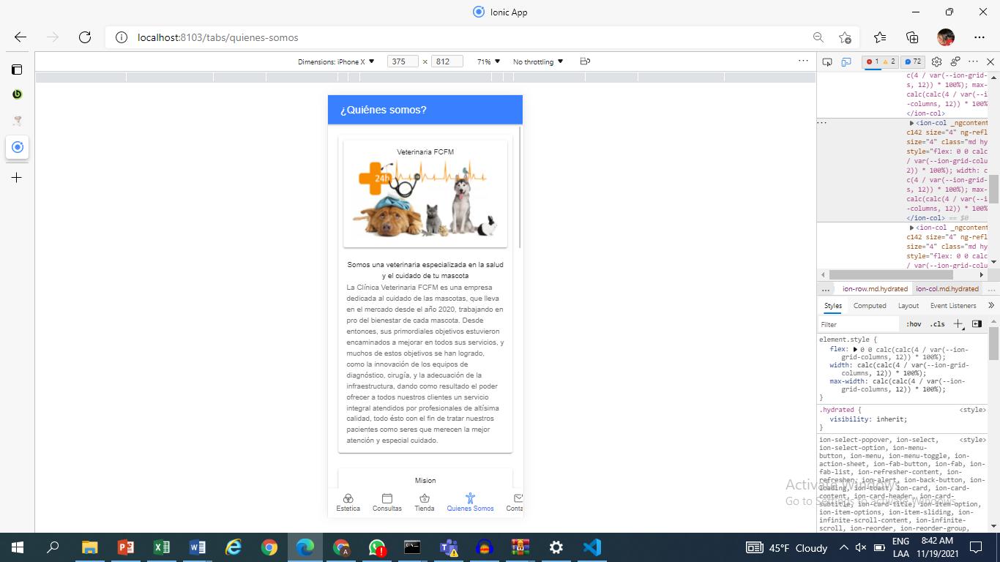 Ionic App
localhost:8103/tabs/quienes-somos
Dimensions: iPhone X
375 × 812
71%
No throttling
1 2 72
¿Quiénes somos?
Veterinaria FCFM
24h
Somos una veterinaria especializada en la salud
y el cuidado de tu mascota
La Clínica Veterinaria FCFM es una empresa
dedicada al cuidado de las mascotas, que lleva
en el mercado desde el año 2020, trabajando en
pro del bienestar de cada mascota. Desde
entonces, sus primordiales objetivos estuvieron
encaminados a mejorar en todos sus servicios, y
muchos de estos objetivos se han logrado,
como la innovación de los equipos de
diagnóstico, cirugía, y la adecuación de la
infraestructura, dando como resultado el poder
ofrecer a todos nuestros clientes un servicio
integral atendidos por profesionales de altísima
calidad, todo ésto con el fin de tratar nuestros
pacientes como seres que merecen la mejor
atención y especial cuidado.
Mision
Estetica
Consultas
Tienda
Quienes Somos
Conta
c(4 / var(--ion-grid-
s, 12)) * 100%); max-
calc(calc(4 / var(--i
-columns, 12)) * 100%
</ion-col>
<ion-col _ngcontent
c142 size="4" ng-refl
size="4" class="md hy
style="flex: 0 0 calc
/ var(--ion-grid-colu
2)) * 100%); width: c
c(4 / var(--ion-grid-
s, 12)) * 100%); max-
calc(calc(4 / var(--i
-columns, 12)) * 100%
</ion-col> == $0
<ion-col _ngcontent
c142 size="4" ng-refl
size="4" class="md hy
style="flex: 0 0 calc
/ var(--ion-grid-colu
... ion-row.md.hydrated ion-col.md.hydrated ...
Styles Computed Layout Event Listeners
Filter :hov .cls
element.style {
flex: 0 0 calc(calc(4 / var(--ion-
grid-columns, 12)) * 100%);
width: calc(calc(4 / var(--ion-grid-
columns, 12)) * 100%);
max-width: calc(calc(4 / var(--ion-
grid-columns, 12)) * 100%);
}
.hydrated { <style>
visibility: inherit;
}
ion-select-popover, ion-select, <style>
ion-select-option, ion-menu-
button, ion-menu, ion-menu-toggle, ion-
action-sheet, ion-fab-button, ion-fab, ion-
fab-list, ion-refresher-content, ion-
refresher, ion-alert, ion-back-button, ion-
loading, ion-toast, ion-card, ion-card-
content, ion-card-header, ion-card-
subtitle, ion-card-title, ion-item-option,
ion-item-options, ion-item-sliding, ion-
infinite-scroll-content, ion-infinite-
scroll, ion-reorder, ion-reorder-group,
Activate Windows
Go to Settings to activate Windows.
45°F Cloudy
ENG
LAA
8:42 AM
11/19/2021